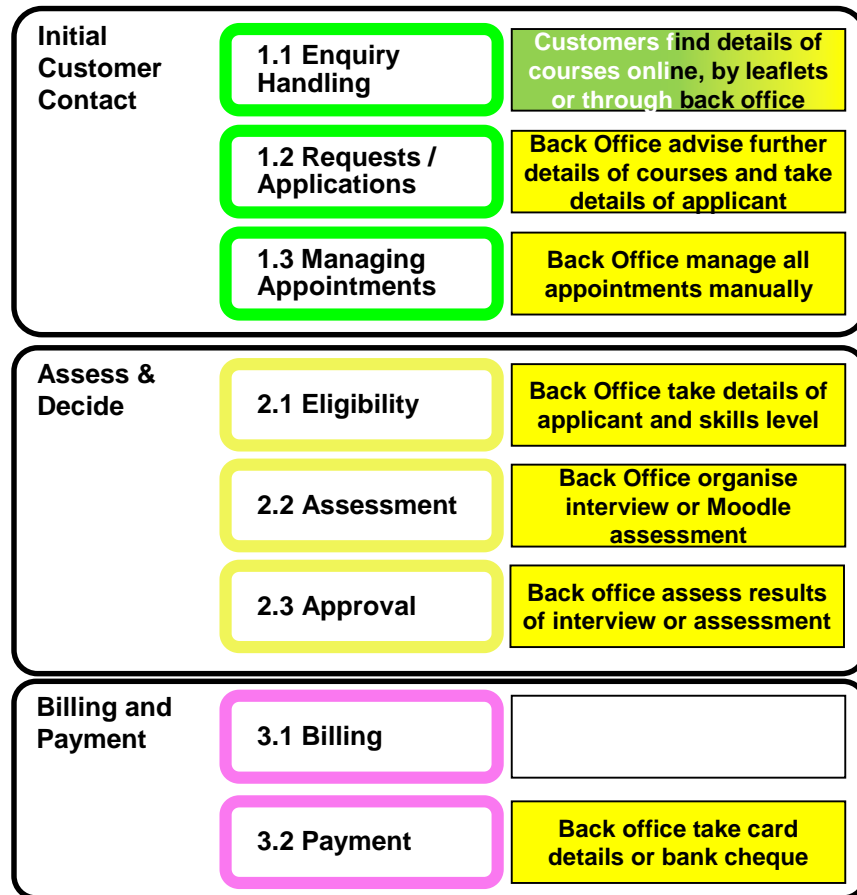 Initial
Customer
Contact
1.1 Enquiry
Handling
Customers find details of
courses online, by leaflets
or through back office
1.2 Requests /
Applications
Back Office advise further
details of courses and take
details of applicant
1.3 Managing
Appointments
Back Office manage all
appointments manually
Assess &
Decide
2.1 Eligibility
Back Office take details of
applicant and skills level
2.2 Assessment
Back Office organise
interview or Moodle
assessment
2.3 Approval
Back office assess results
of interview or assessment
Billing and
Payment
3.1 Billing
3.2 Payment
Back office take card
details or bank cheque